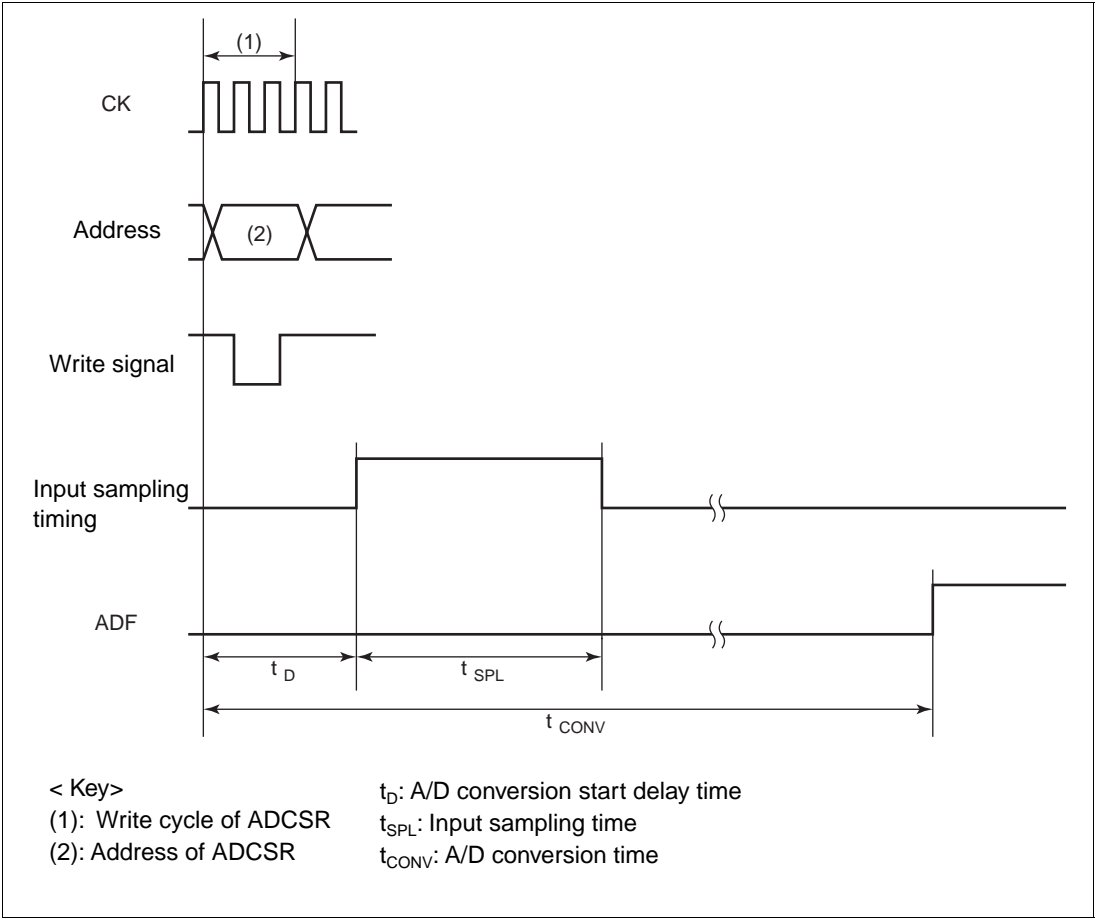 (1)
CK
Address
(2)
Write signal
Input sampling
timing
ADF
t D
t SPL
t CONV
< Key>
(1): Write cycle of ADCSR
(2): Address of ADCSR
tD: A/D conversion start delay time
tSPL: Input sampling time
tCONV: A/D conversion time